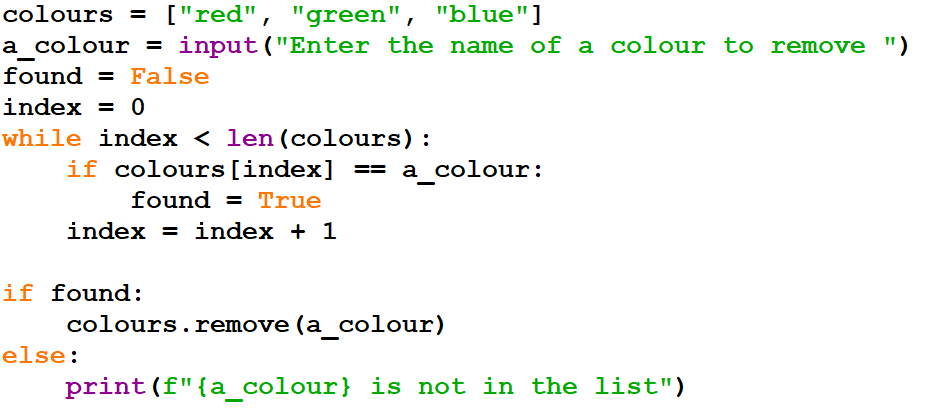 colours = ["red", "green", "blue"]
a_colour = input("Enter the name of a colour to remove ")
found = False
index = 0
while index < len(colours):
    if colours[index] == a_colour:
        found = True
    index = index + 1

if found:
    colours.remove(a_colour)
else:
    print(f"{a_colour} is not in the list")